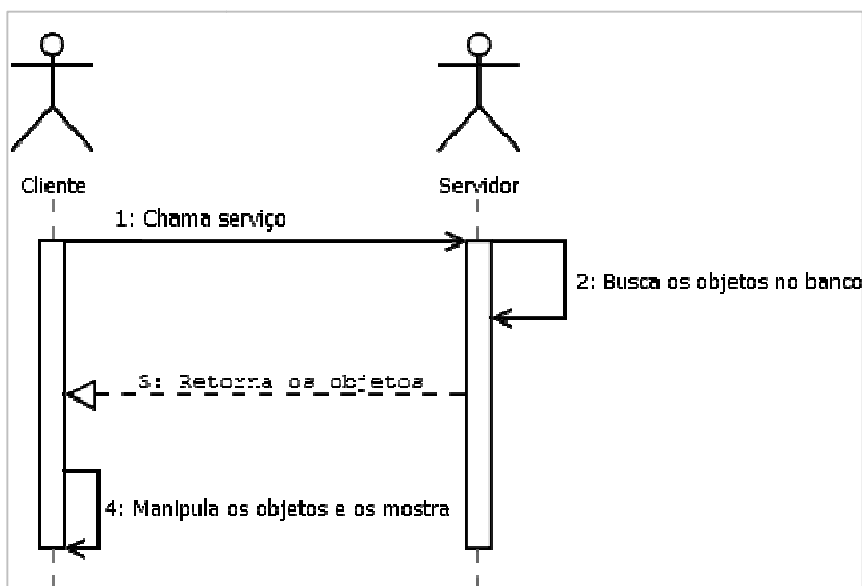 Cliente
Servidor
1: Chama serviço
2: Busca os objetos no banco
3: Retorna os objetos
4: Manipula os objetos e os mostra